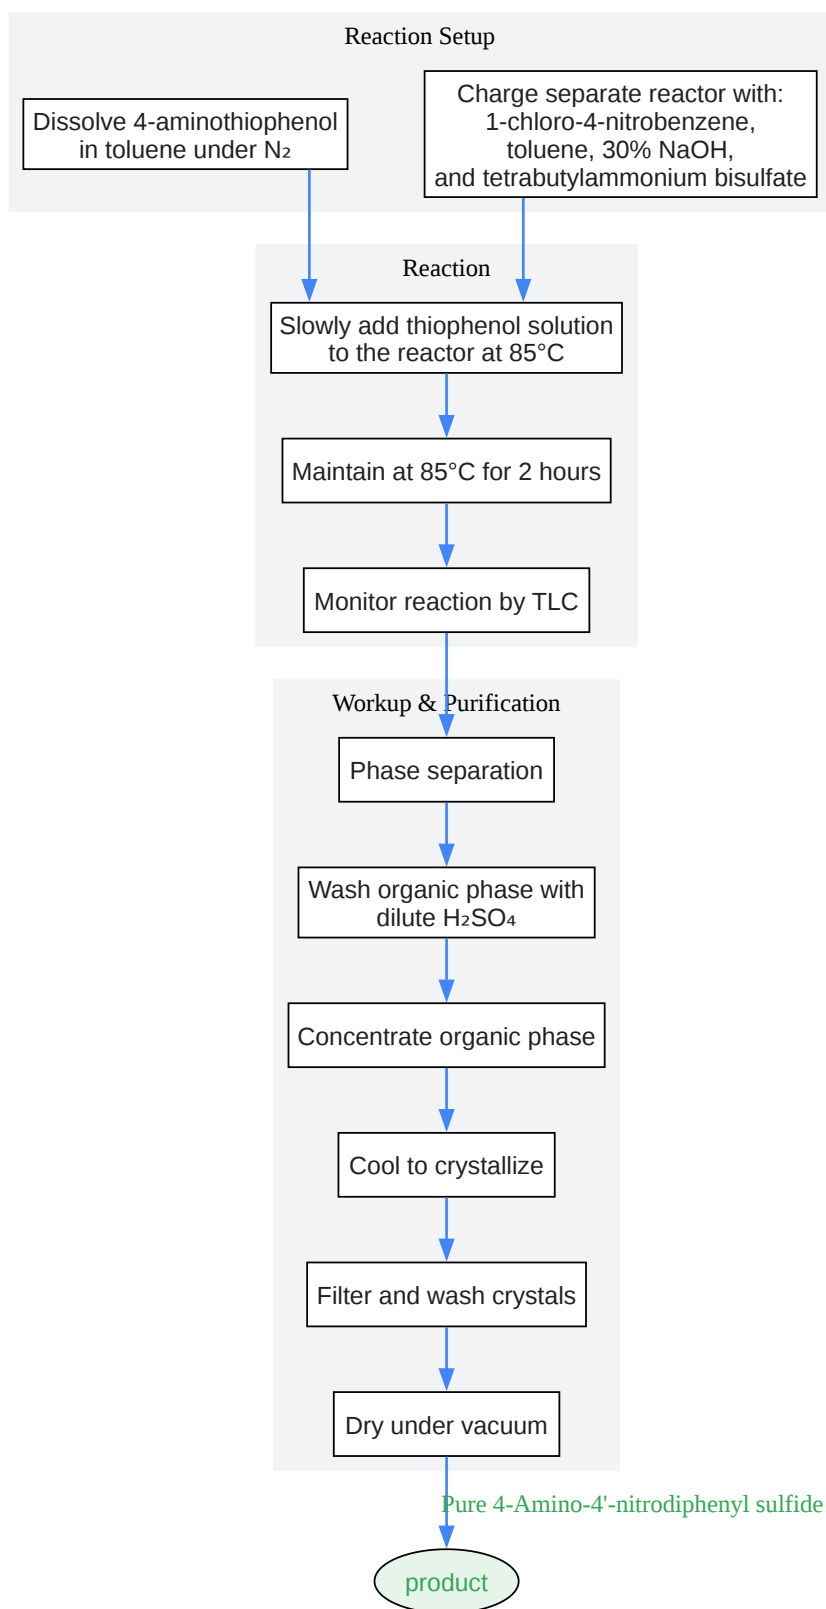 Reaction Setup
Dissolve 4-aminothiophenol
in toluene under N₂
Charge separate reactor with:
1-chloro-4-nitrobenzene,
toluene, 30% NaOH,
and tetrabutylammonium bisulfate
Reaction
Slowly add thiophenol solution
to the reactor at 85°C
Maintain at 85°C for 2 hours
Monitor reaction by TLC
Workup & Purification
Phase separation
Wash organic phase with
dilute H₂SO₄
Concentrate organic phase
Cool to crystallize
Filter and wash crystals
Dry under vacuum
Pure 4-Amino-4'-nitrodiphenyl sulfide
product